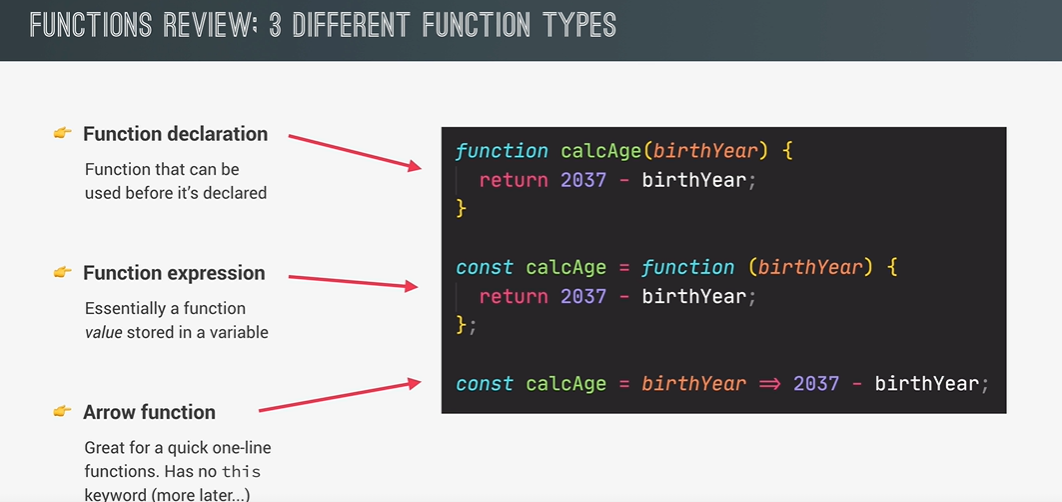 FUNCTIONS REVIEW: 3 DIFFERENT FUNCTION TYPES
👉 Function declaration
Function that can be
used before it’s declared
👉 Function expression
Essentially a function
value stored in a variable
👉 Arrow function
Great for a quick one-line
functions. Has no this
keyword (more later...)
function calcAge(birthYear) {
  return 2037 - birthYear;
}
const calcAge = function (birthYear) {
  return 2037 - birthYear;
};
const calcAge = birthYear => 2037 - birthYear;